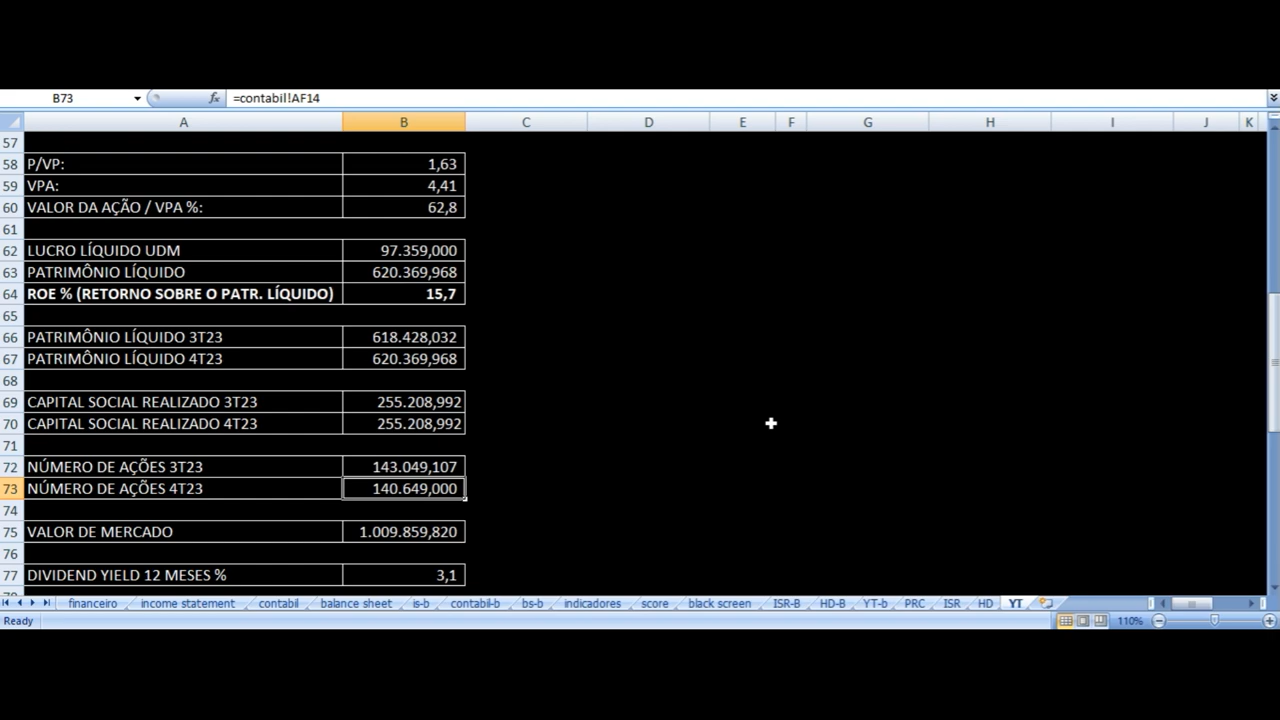 B73 fx =contabil!AF14
A B C D E F G H I J K
57
58 P/VP: 1,63
59 VPA: 4,41
60 VALOR DA AÇÃO / VPA %: 62,8
61
62 LUCRO LÍQUIDO UDM 97.359,000
63 PATRIMÔNIO LÍQUIDO 620.369,968
64 ROE % (RETORNO SOBRE O PATR. LÍQUIDO) 15,7
65
66 PATRIMÔNIO LÍQUIDO 3T23 618.428,032
67 PATRIMÔNIO LÍQUIDO 4T23 620.369,968
68
69 CAPITAL SOCIAL REALIZADO 3T23 255.208,992
70 CAPITAL SOCIAL REALIZADO 4T23 255.208,992
71
72 NÚMERO DE AÇÕES 3T23 143.049,107
73 NÚMERO DE AÇÕES 4T23 140.649,000
74
75 VALOR DE MERCADO 1.009.859,820
76
77 DIVIDEND YIELD 12 MESES % 3,1
financeiro income statement contabil balance sheet is-b contabil-b bs-b indicadores score black screen ISR-B HD-B YT-b PRC ISR HD YT
Ready 110%